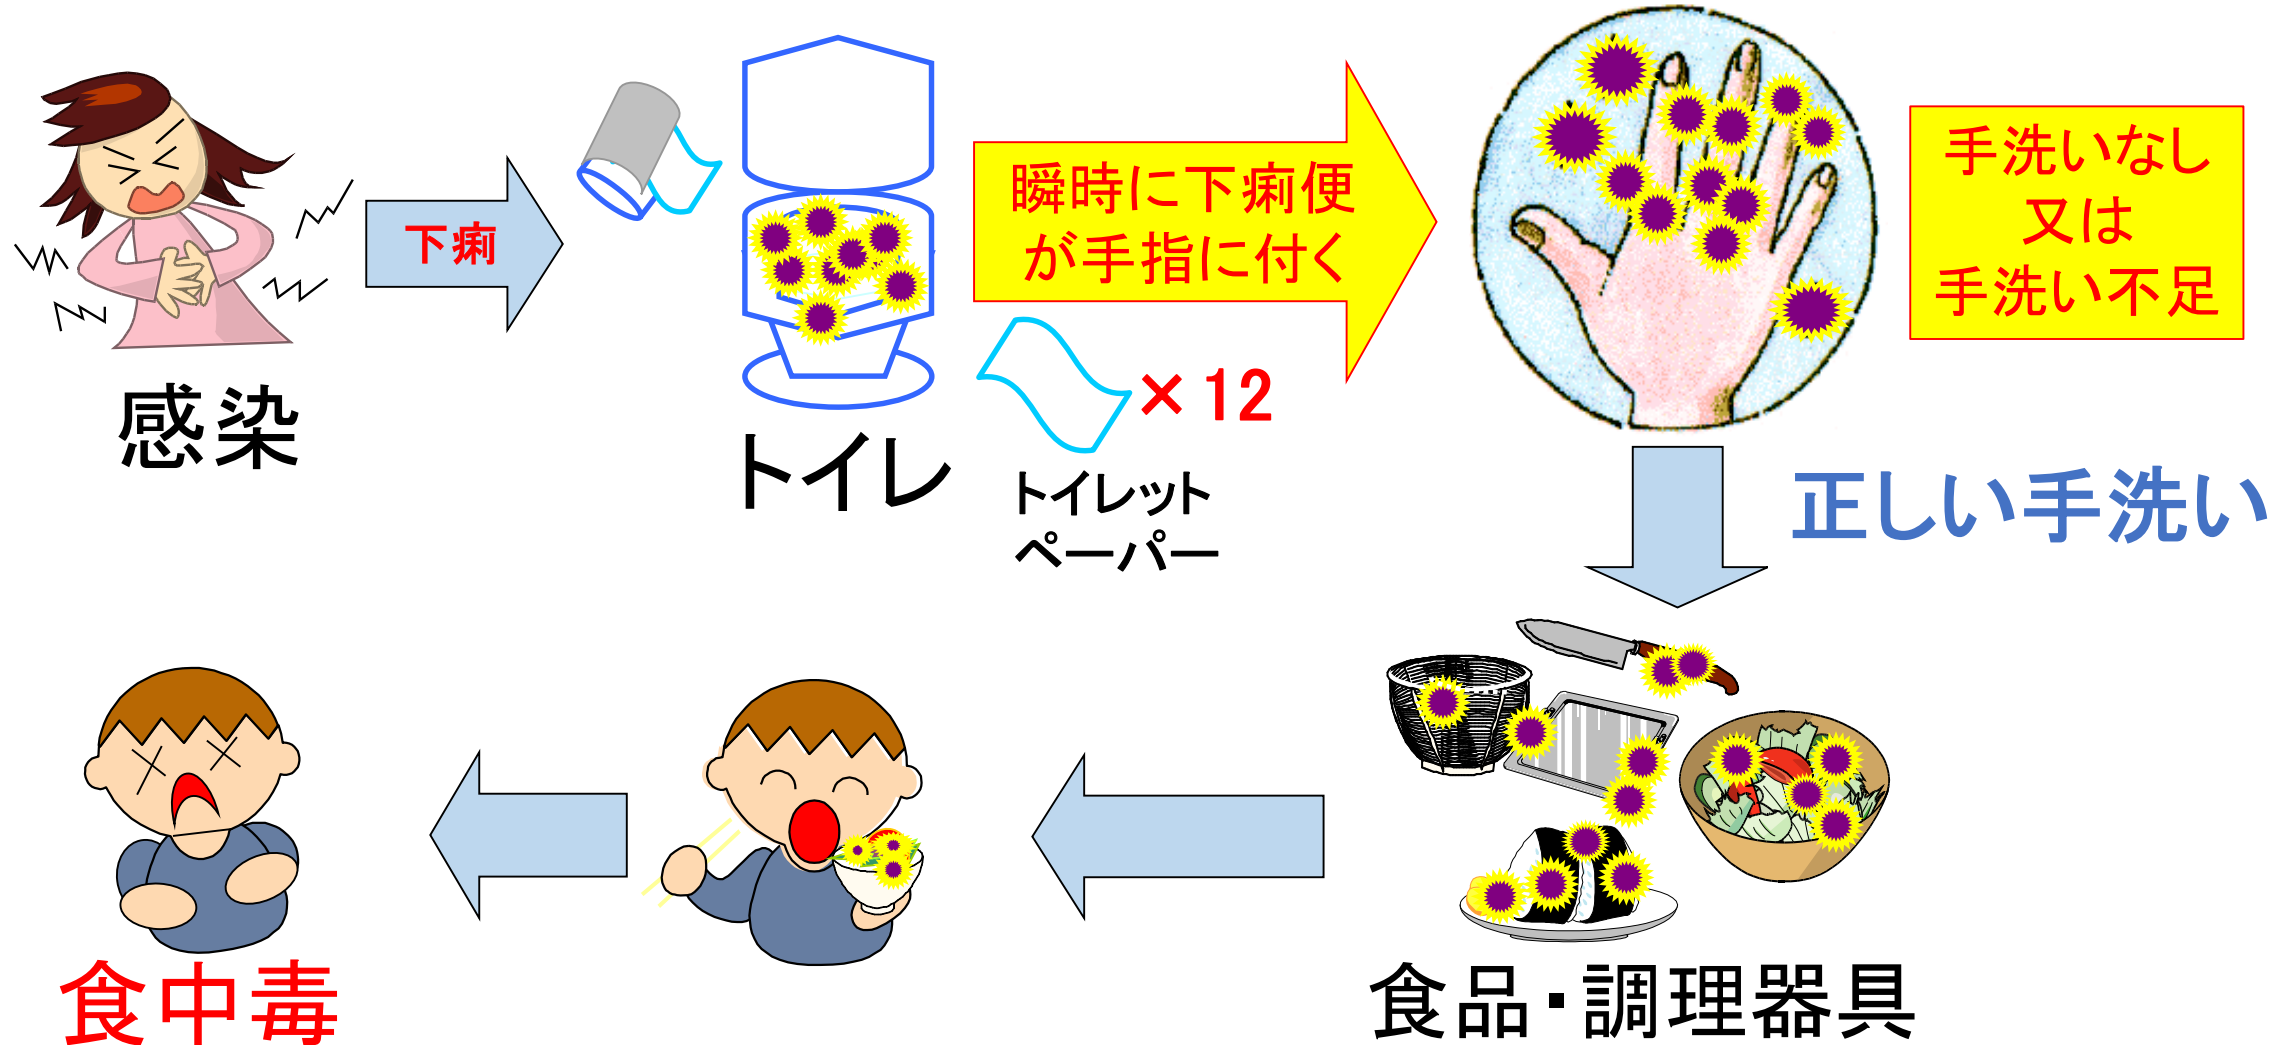 下痢
瞬時に下痢便
が手指に付く
手洗いなし
又は
手洗い不足
× 12
感染
トイレ
トイレット
ペーパー
正しい手洗い
食中毒
食品・調理器具